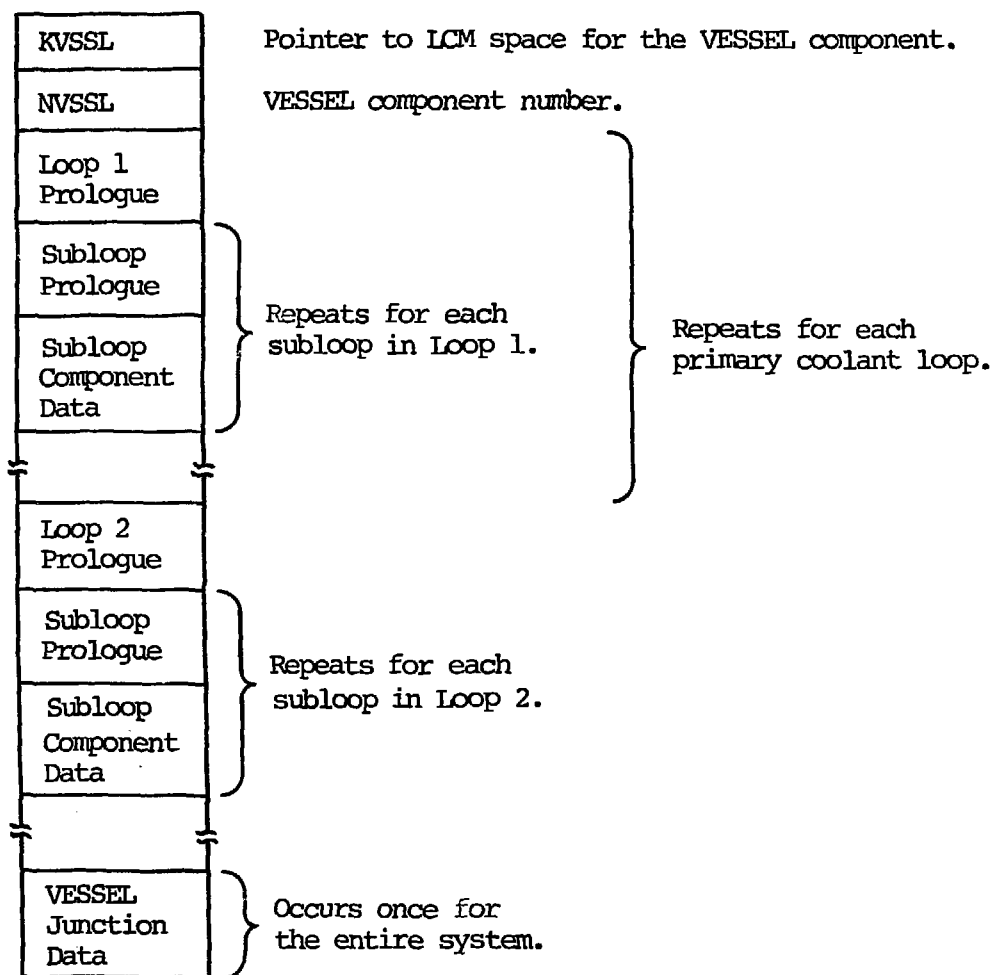 KVSSL
Pointer to LCM space for the VESSEL component.
NVSSL
VESSEL component number.
Loop 1
Prologue
Subloop
Prologue
Subloop
Component
Data
Repeats for each
subloop in Loop 1.
Repeats for each
primary coolant loop.
Loop 2
Prologue
Subloop
Prologue
Subloop
Component
Data
Repeats for each
subloop in Loop 2.
VESSEL
Junction
Data
Occurs once for
the entire system.